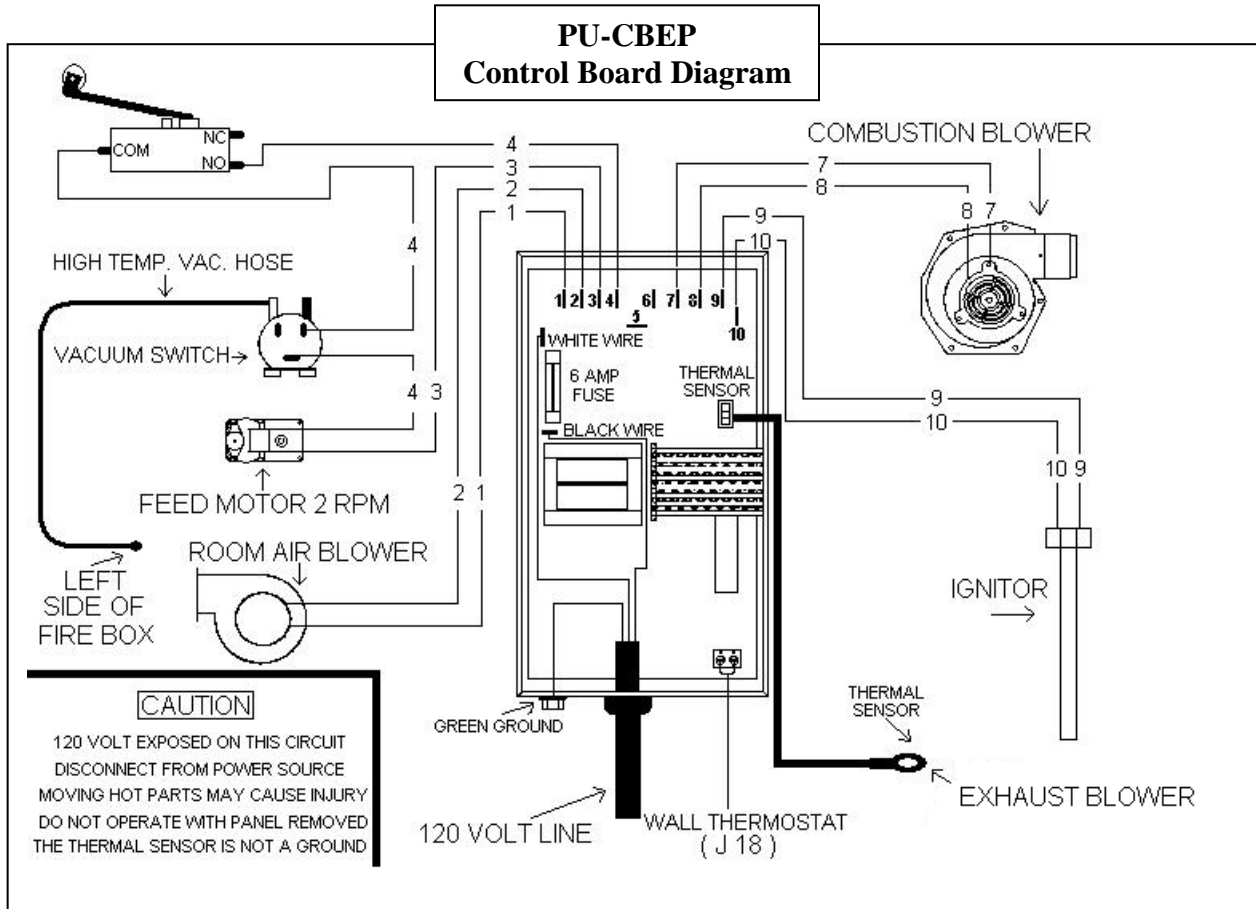 PU-CBEP
Control Board Diagram
NC
COM
NO
4
3
2
1
4
7
8
9
10
COMBUSTION BLOWER
8 7
HIGH TEMP. VAC. HOSE
VACUUM SWITCH
4 3
FEED MOTOR 2 RPM
2 1
ROOM AIR BLOWER
LEFT
SIDE OF
FIRE BOX
1 2 3 4 6 7 8 9
5
10
WHITE WIRE
6 AMP
FUSE
BLACK WIRE
THERMAL
SENSOR
9
10
10 9
IGNITOR
GREEN GROUND
120 VOLT LINE
WALL THERMOSTAT
( J 18 )
THERMAL
SENSOR
EXHAUST BLOWER
CAUTION
120 VOLT EXPOSED ON THIS CIRCUIT
DISCONNECT FROM POWER SOURCE
MOVING HOT PARTS MAY CAUSE INJURY
DO NOT OPERATE WITH PANEL REMOVED
THE THERMAL SENSOR IS NOT A GROUND